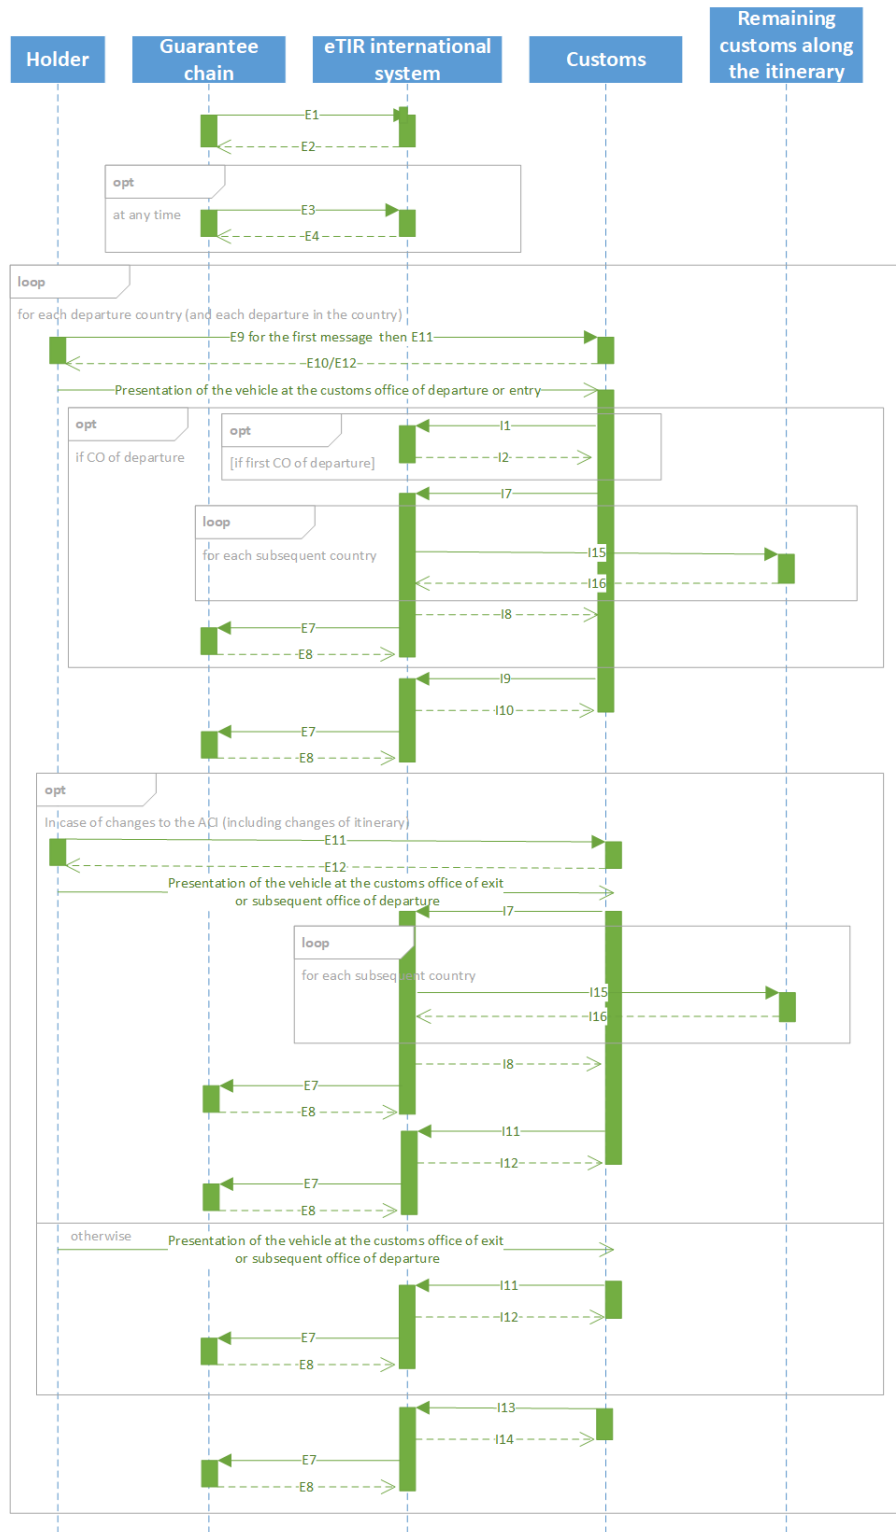 Holder
Guarantee
chain
eTIR international
system
Customs
Remaining
customs along
the itinerary
E1
E2
opt
at any time
E3
E4
loop
for each departure country (and each departure in the country)
E9 for the first message then E11
E10/E12
Presentation of the vehicle at the customs office of departure or entry
opt
if CO of departure
opt
[if first CO of departure]
I1
I2
I7
loop
for each subsequent country
I15
I16
I8
E7
E8
I9
I10
E7
E8
opt
In case of changes to the ACI (including changes of itinerary)
E11
E12
Presentation of the vehicle at the customs office of exit
or subsequent office of departure
I7
loop
for each subsequent country
I15
I16
I8
E7
E8
I11
I12
E7
E8
otherwise
Presentation of the vehicle at the customs office of exit
or subsequent office of departure
I11
I12
E7
E8
I13
I14
E7
E8